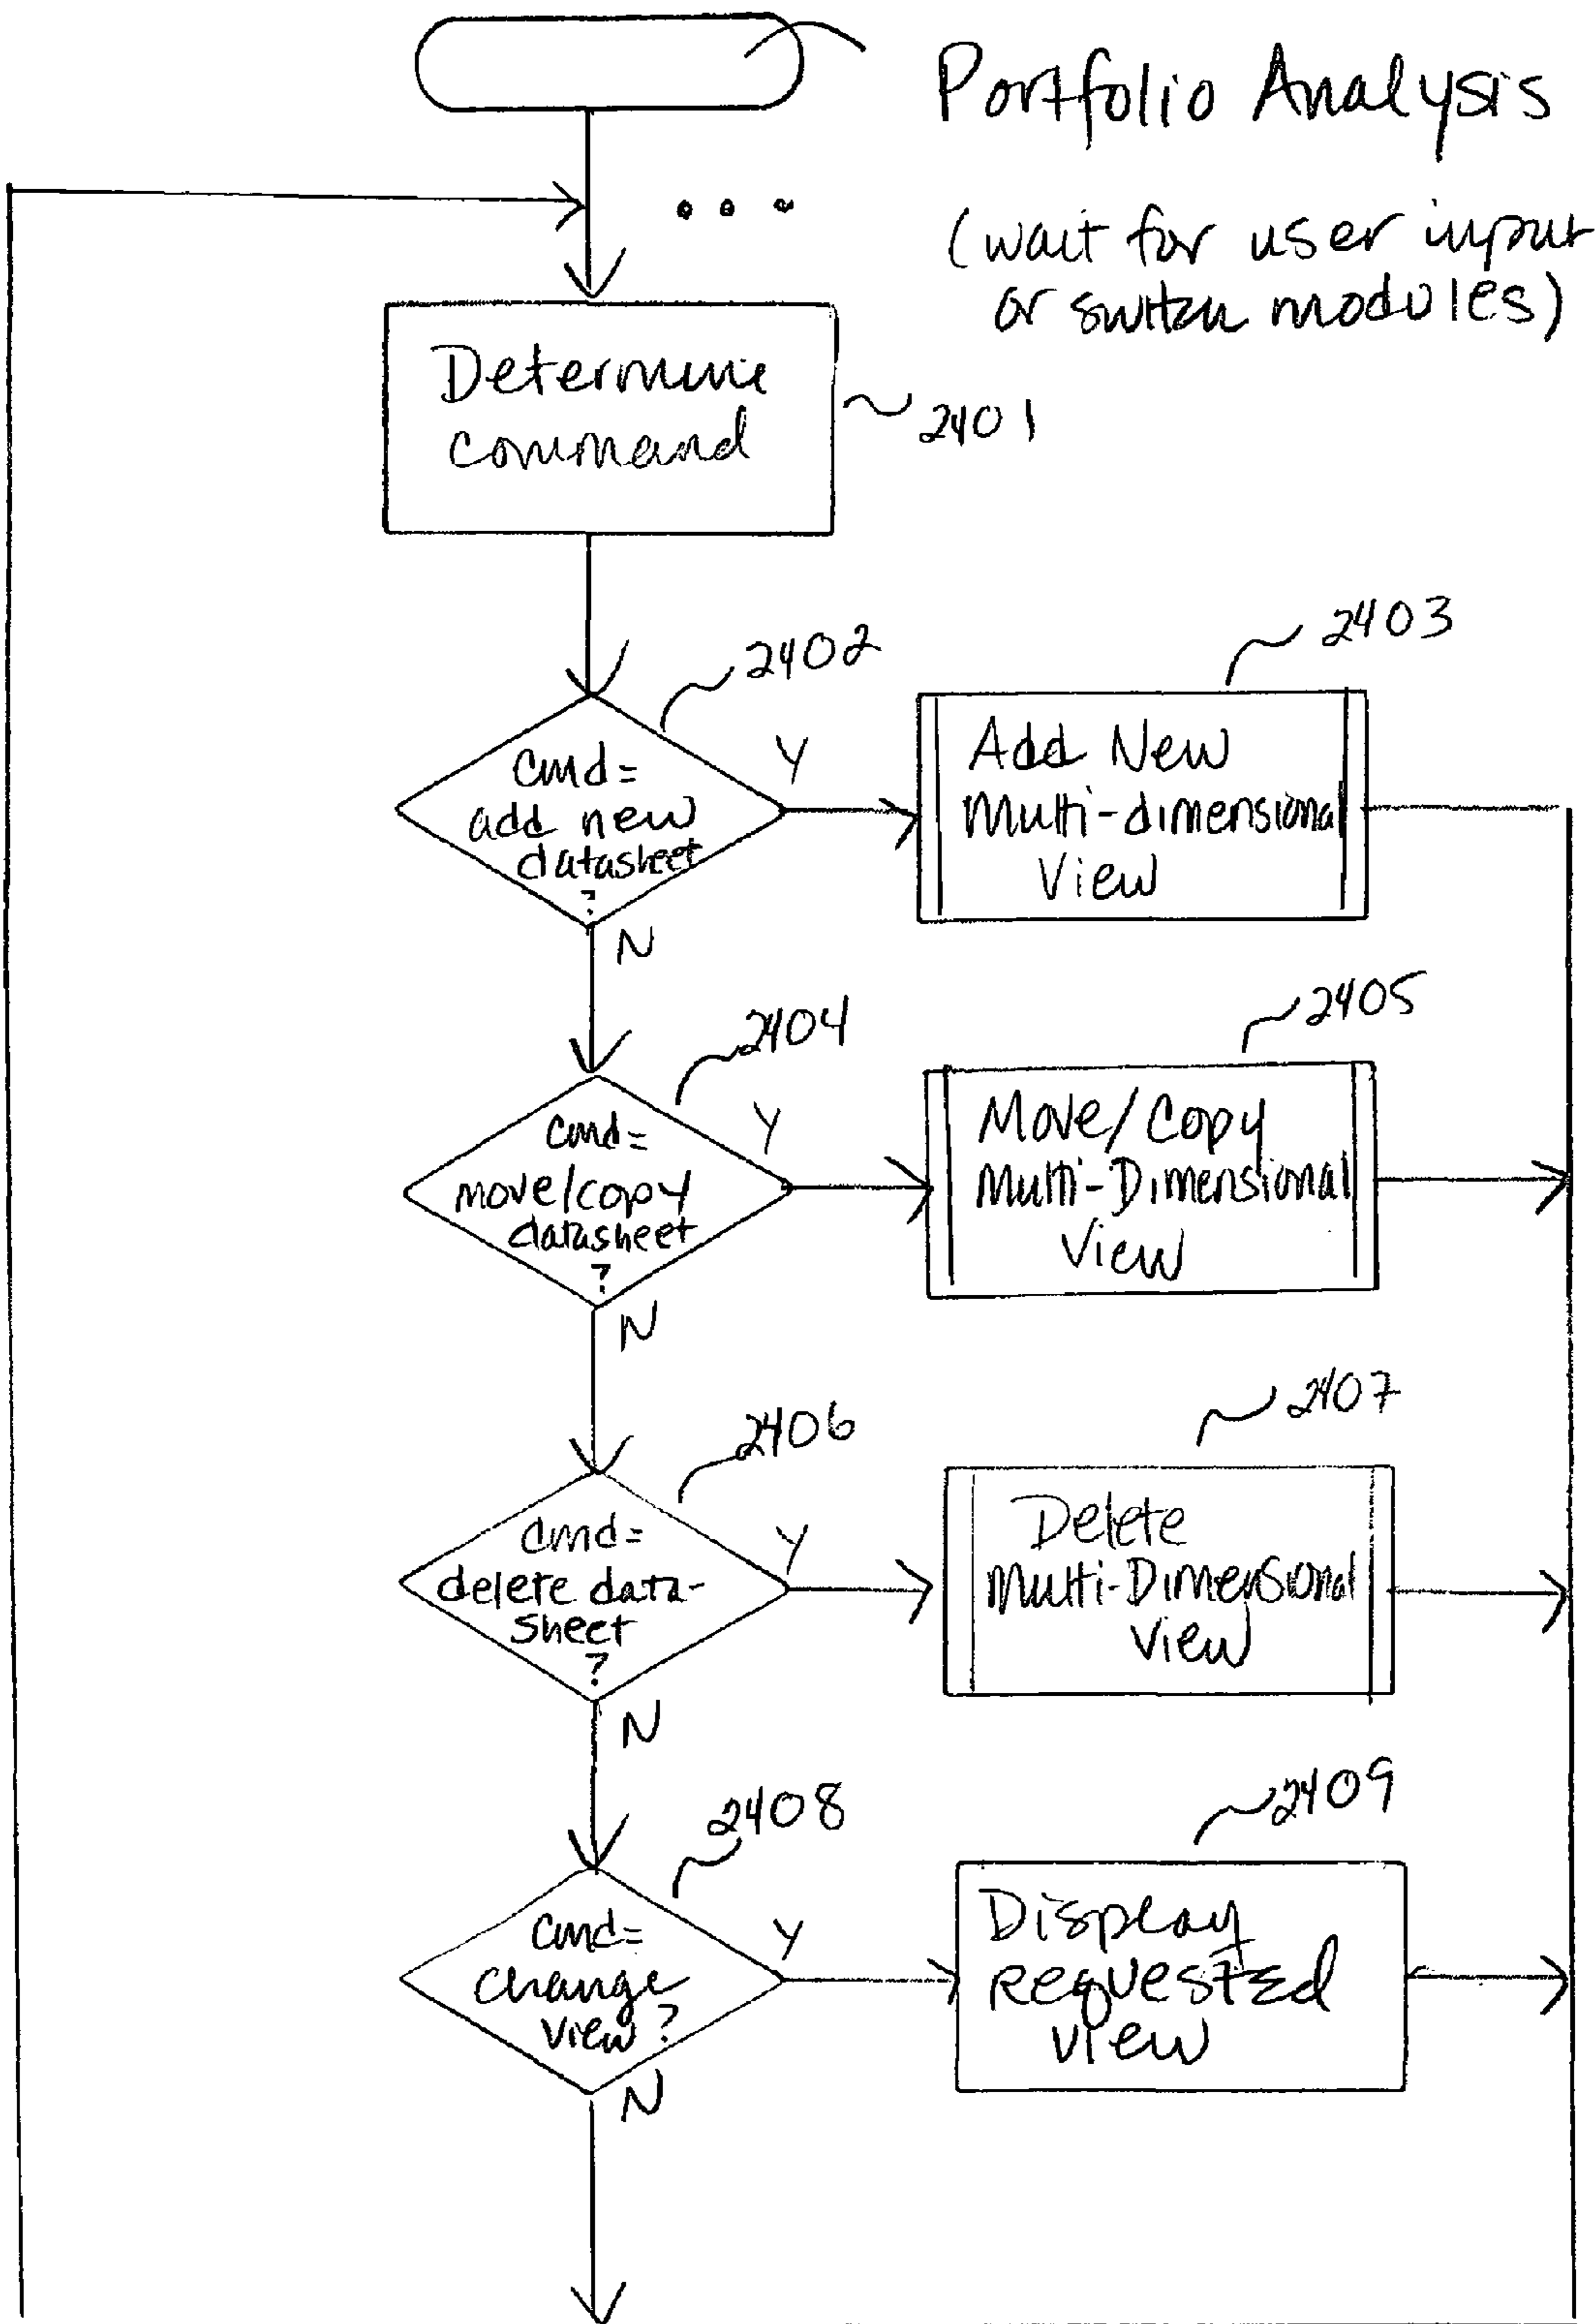 Portfolio Analysis
(wait for user input
or switch modules)
Determine
command
2401
2402
cmd=
add new
datasheet
?
Y
N
2403
Add New
Multi-dimensional
View
2404
cmd=
move/copy
datasheet
?
Y
N
2405
Move/Copy
Multi-Dimensional
View
2406
cmd=
delete data-
sheet
?
Y
N
2407
Delete
Multi-Dimensional
View
2408
cmd=
change
view?
Y
N
2409
Display
requested
view